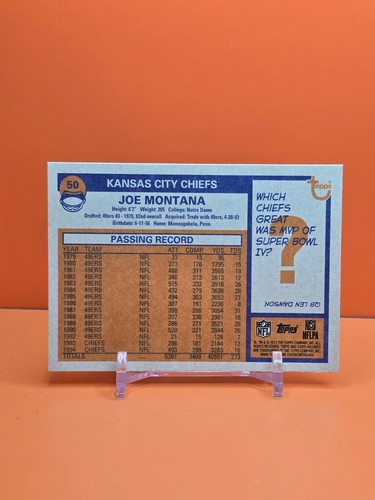 50
KANSAS CITY CHIEFS
JOE MONTANA
Height: 6'2" Weight: 205 College: Notre Dame
Drafted: 49ers #3 - 1979, 82nd overall Acquired: Trade with 49ers, 4-20-93
Birthdate: 6-11-56 Home: Monongahela, Penn.
PASSING RECORD
YEAR TEAM ATT COMP. YDS. TDS
1979 49ERS NFL 23 13 96 1
1980 49ERS NFL 273 176 1795 15
1981 49ERS NFL 488 311 3565 19
1982 49ERS NFL 346 213 2613 17
1983 49ERS NFL 515 332 3910 26
1984 49ERS NFL 432 279 3630 28
1985 49ERS NFL 494 303 3653 27
1986 49ERS NFL 307 191 2236 8
1987 49ERS NFL 398 266 3054 31
1988 49ERS NFL 397 238 2981 18
1989 49ERS NFL 386 271 3521 26
1990 49ERS NFL 520 321 3944 26
1992 49ERS NFL 21 15 126 2
1993 CHIEFS NFL 298 181 2144 13
1994 CHIEFS NFL 493 299 3283 16
TOTALS 5391 3409 40551 273
topps
WHICH
CHIEFS
GREAT
WAS MVP OF
SUPER BOWL
IV?
?
QB LEN DAWSON
NFL
topps
NFLPA